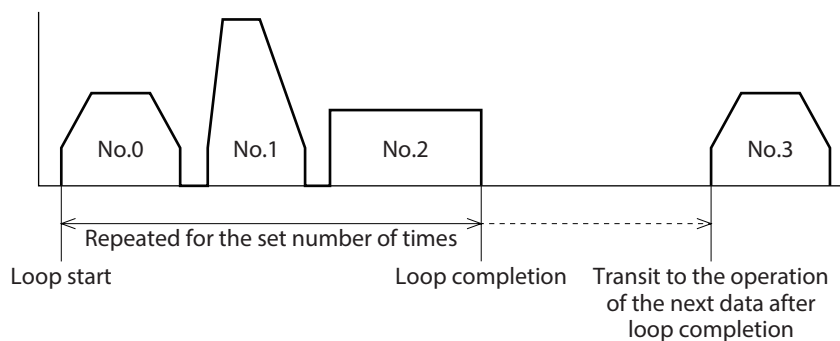 No.0
No.1
No.2
No.3
Repeated for the set number of times
Loop start
Loop completion
Transit to the operation
of the next data after
loop completion